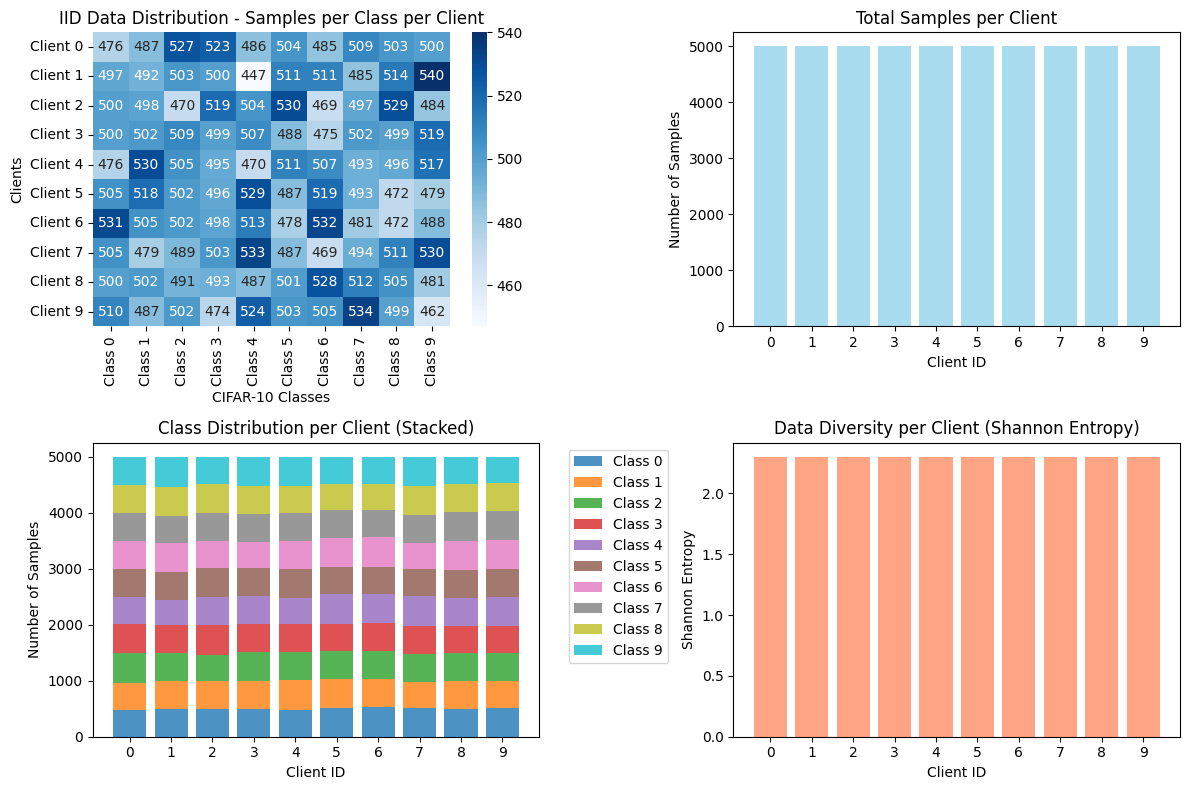 IID Data Distribution - Samples per Class per Client
Clients
Client 0 476 487 527 523 486 504 485 509 503 500
Client 1 497 492 503 500 447 511 511 485 514 540
Client 2 500 498 470 519 504 530 469 497 529 484
Client 3 500 502 509 499 507 488 475 502 499 519
Client 4 476 530 505 495 470 511 507 493 496 517
Client 5 505 518 502 496 529 487 519 493 472 479
Client 6 531 505 502 498 513 478 532 481 472 488
Client 7 505 479 489 503 533 487 469 494 511 530
Client 8 500 502 491 493 487 501 528 512 505 481
Client 9 510 487 502 474 524 503 505 534 499 462
Class 0 Class 1 Class 2 Class 3 Class 4 Class 5 Class 6 Class 7 Class 8 Class 9
CIFAR-10 Classes
540
520
500
480
460
Total Samples per Client
Number of Samples
5000
4000
3000
2000
1000
0
0 1 2 3 4 5 6 7 8 9
Client ID
Class Distribution per Client (Stacked)
Number of Samples
5000
4000
3000
2000
1000
0
0 1 2 3 4 5 6 7 8 9
Client ID
Class 0
Class 1
Class 2
Class 3
Class 4
Class 5
Class 6
Class 7
Class 8
Class 9
Data Diversity per Client (Shannon Entropy)
Shannon Entropy
2.0
1.5
1.0
0.5
0.0
0 1 2 3 4 5 6 7 8 9
Client ID